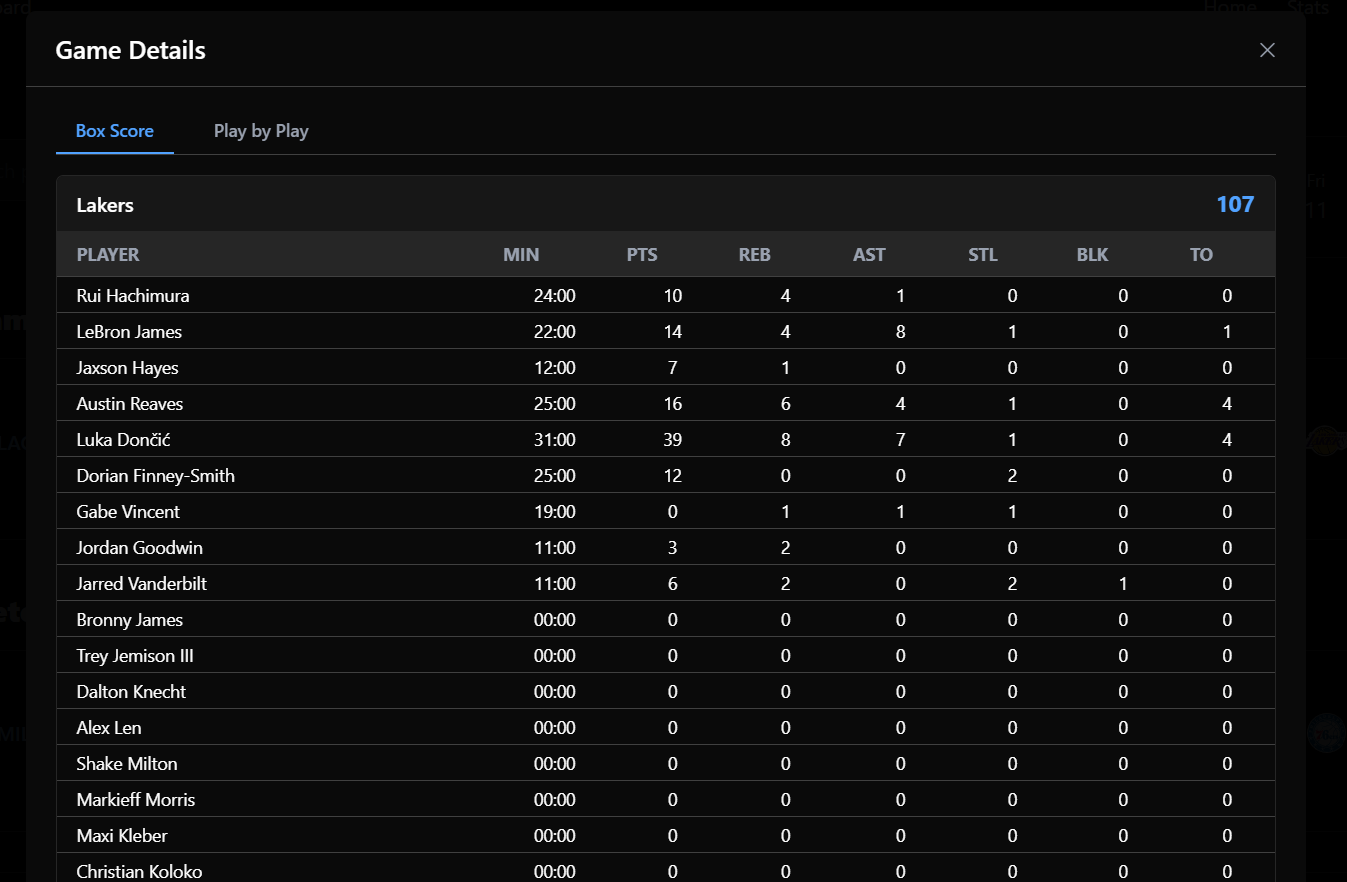 Home Stats
Game Details
Box Score Play by Play
Lakers 107
PLAYER MIN PTS REB AST STL BLK TO
Rui Hachimura 24:00 10 4 1 0 0 0
LeBron James 22:00 14 4 8 1 0 1
Jaxson Hayes 12:00 7 1 0 0 0 0
Austin Reaves 25:00 16 6 4 1 0 4
Luka Dončić 31:00 39 8 7 1 0 4
Dorian Finney-Smith 25:00 12 0 0 2 0 0
Gabe Vincent 19:00 0 1 1 1 0 0
Jordan Goodwin 11:00 3 2 0 0 0 0
Jarred Vanderbilt 11:00 6 2 0 2 1 0
Bronny James 00:00 0 0 0 0 0 0
Trey Jemison III 00:00 0 0 0 0 0 0
Dalton Knecht 00:00 0 0 0 0 0 0
Alex Len 00:00 0 0 0 0 0 0
Shake Milton 00:00 0 0 0 0 0 0
Markieff Morris 00:00 0 0 0 0 0 0
Maxi Kleber 00:00 0 0 0 0 0 0
Christian Koloko 00:00 0 0 0 0 0 0